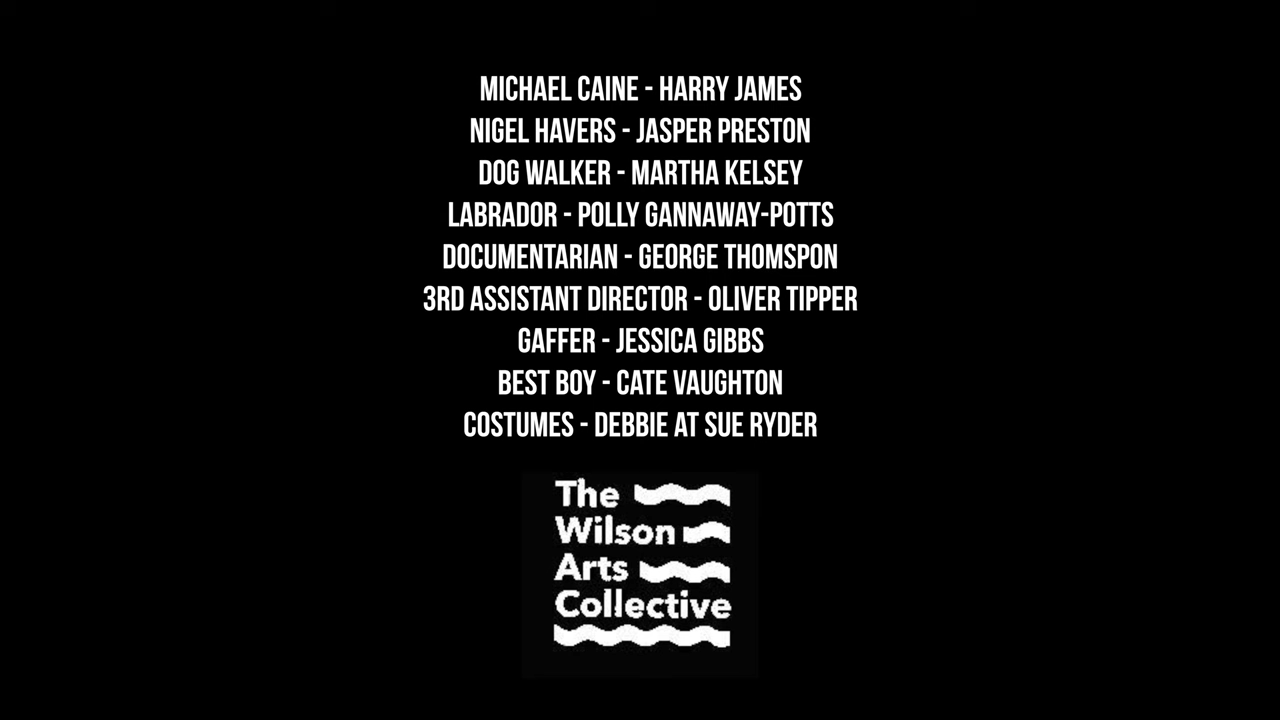 MICHAEL CAINE - HARRY JAMES
NIGEL HAVERS - JASPER PRESTON
DOG WALKER - MARTHA KELSEY
LABRADOR - POLLY GANNAWAY-POTTS
DOCUMENTARIAN - GEORGE THOMSPON
3RD ASSISTANT DIRECTOR - OLIVER TIPPER
GAFFER - JESSICA GIBBS
BEST BOY - CATE VAUGHTON
COSTUMES - DEBBIE AT SUE RYDER
The
Wilson
Arts
Collective